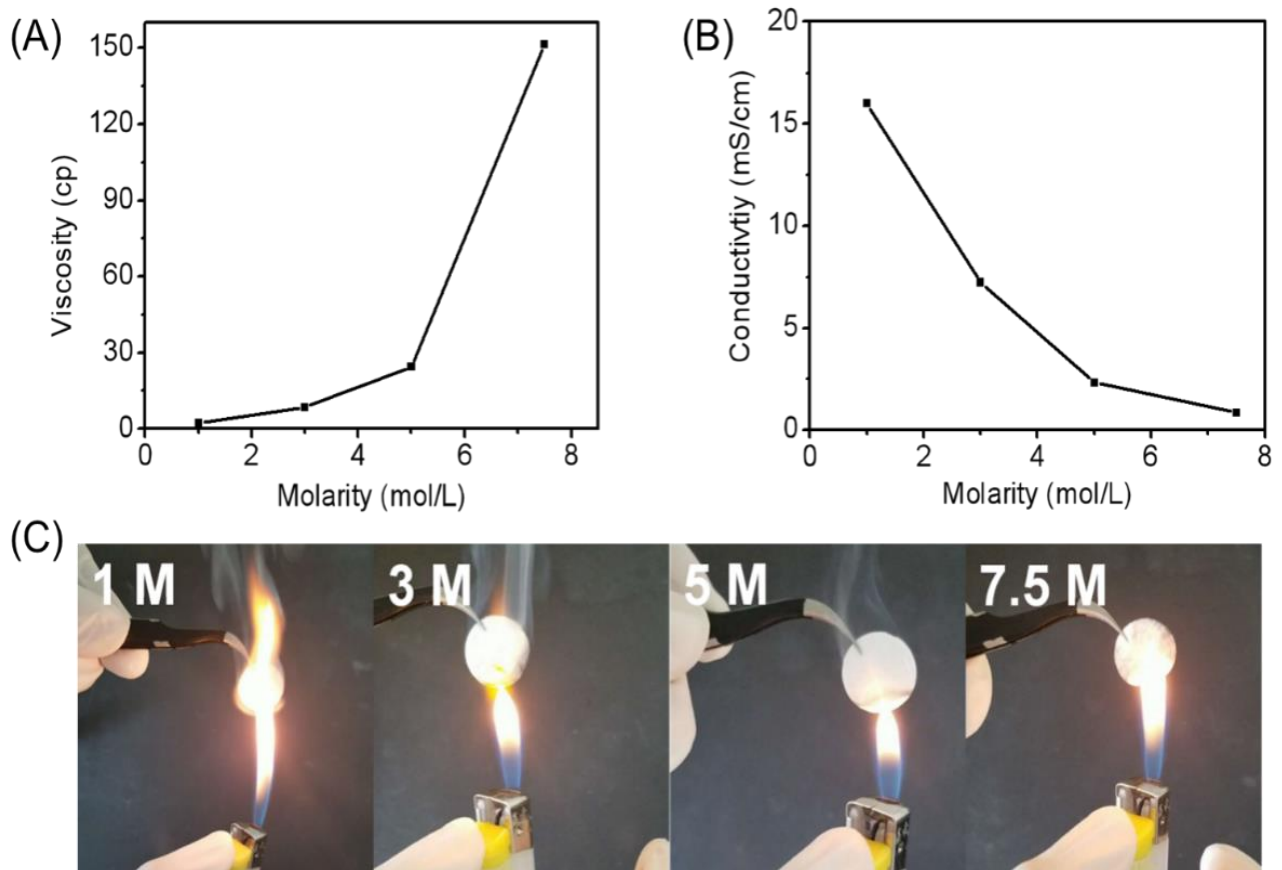 (A)
150
120
90
60
30
0
Viscosity (cp)
0 2 4 6 8
Molarity (mol/L)
(B)
20
15
10
5
0
Conductivtiy (mS/cm)
0 2 4 6 8
Molarity (mol/L)
(C)
1 M
3 M
5 M
7.5 M